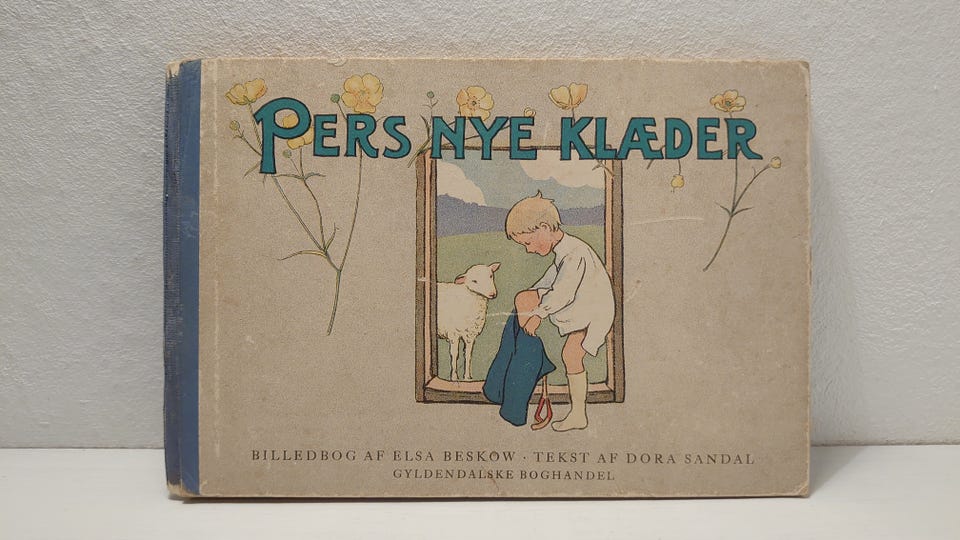 PERS NYE KLÆDER
BILLEDBOG AF ELSA BESKOW · TEKST AF DORA SANDAL
GYLDENDALSKE BOGHANDEL